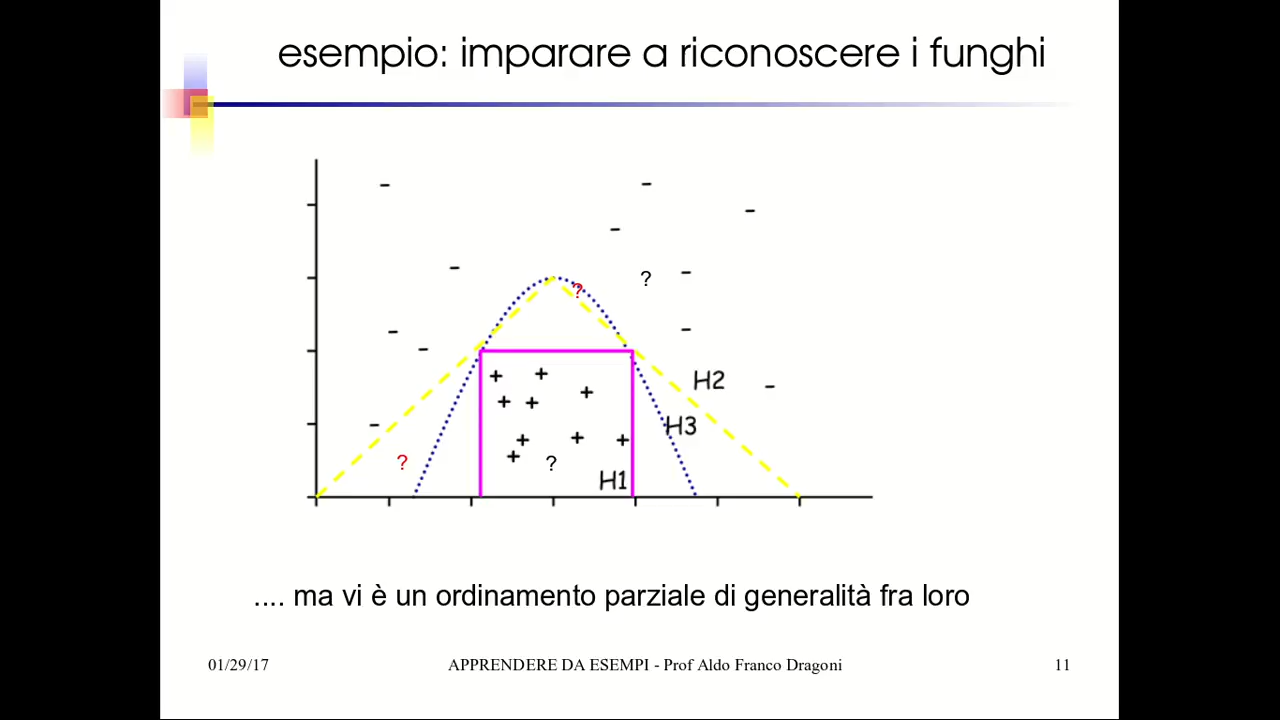 esempio: imparare a riconoscere i funghi
- -
-
-
- ? -
?
- -
-
H2 -
+ + +
+ +
- H3
+ + +
? + ?
H1
.... ma vi è un ordinamento parziale di generalità fra loro
01/29/17 APPRENDERE DA ESEMPI - Prof Aldo Franco Dragoni 11